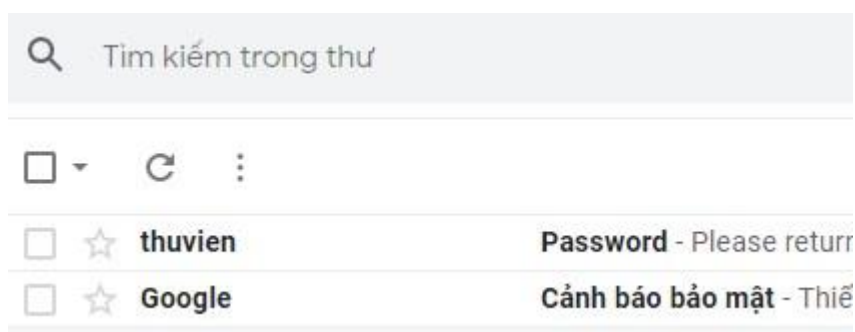 Tìm kiếm trong thư
thuvien Password - Please return
Google Cảnh báo bảo mật - Thiế